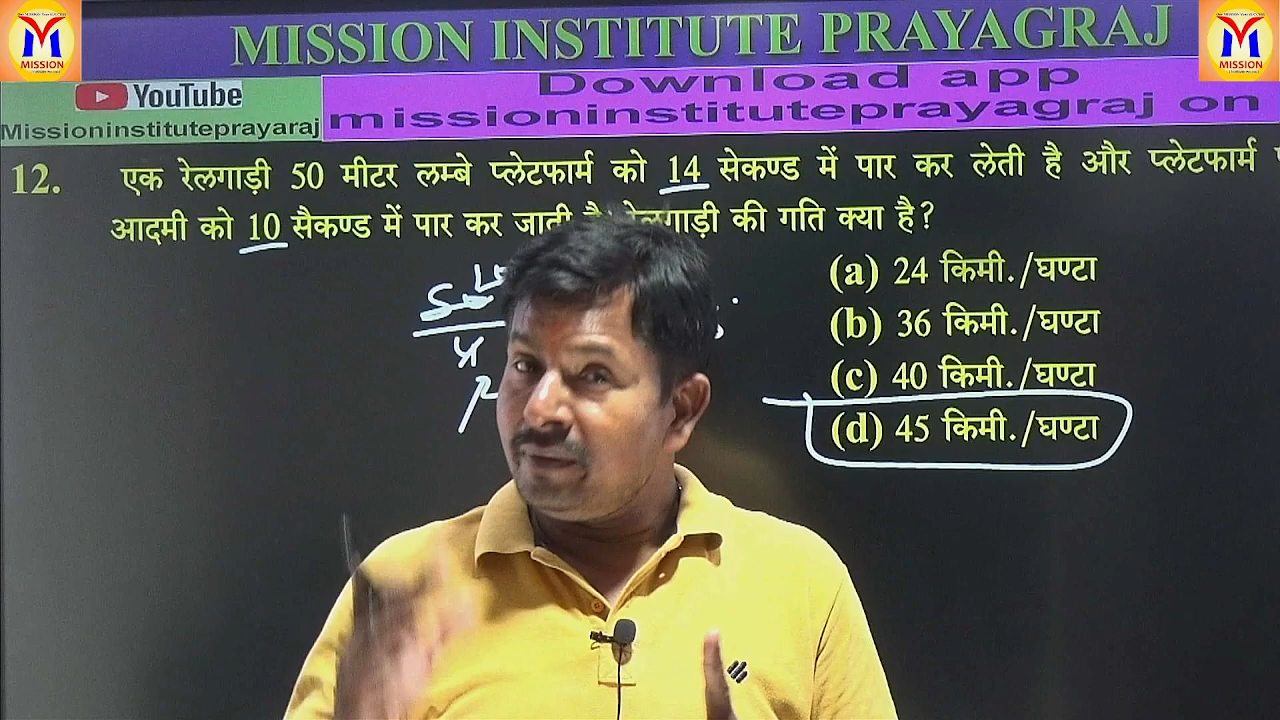 MISSION INSTITUTE PRAYAGRAJ
MISSION
MISSION
YouTube
Missioninstituteprayaraj
Download app
missioninstituteprayagraj on
12. एक रेलगाड़ी 50 मीटर लम्बे प्लेटफार्म को 14 सेकण्ड में पार कर लेती है और प्लेटफार्म
आदमी को 10 सैकण्ड में पार कर जाती है। रेलगाड़ी की गति क्या है?
(a) 24 किमी./घण्टा
(b) 36 किमी./घण्टा
(c) 40 किमी./घण्टा
(d) 45 किमी./घण्टा